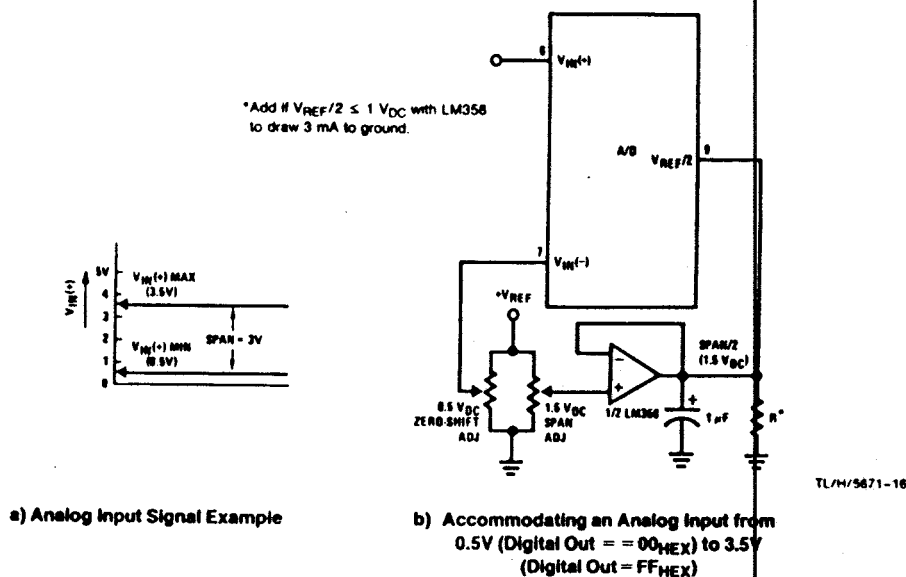 6
V_IN(+)
*Add if V_REF/2 ≤ 1 V_DC with LM358
to draw 3 mA to ground.
A/D
9
V_REF/2
7
V_IN(−)
V_IN(+)
5V
4
3
2
1
0
V_IN(+) MAX
(3.5V)
SPAN = 3V
V_IN(+) MIN
(0.5V)
+V_REF
0.5 V_DC
ZERO-SHIFT
ADJ
1.5 V_DC
SPAN
ADJ
−
+
1/2 LM358
SPAN/2
(1.5 V_DC)
+
1 µF
R*
TL/H/5671-16
a) Analog Input Signal Example
b) Accommodating an Analog Input from
0.5V (Digital Out = = 00_HEX) to 3.5V
(Digital Out = FF_HEX)